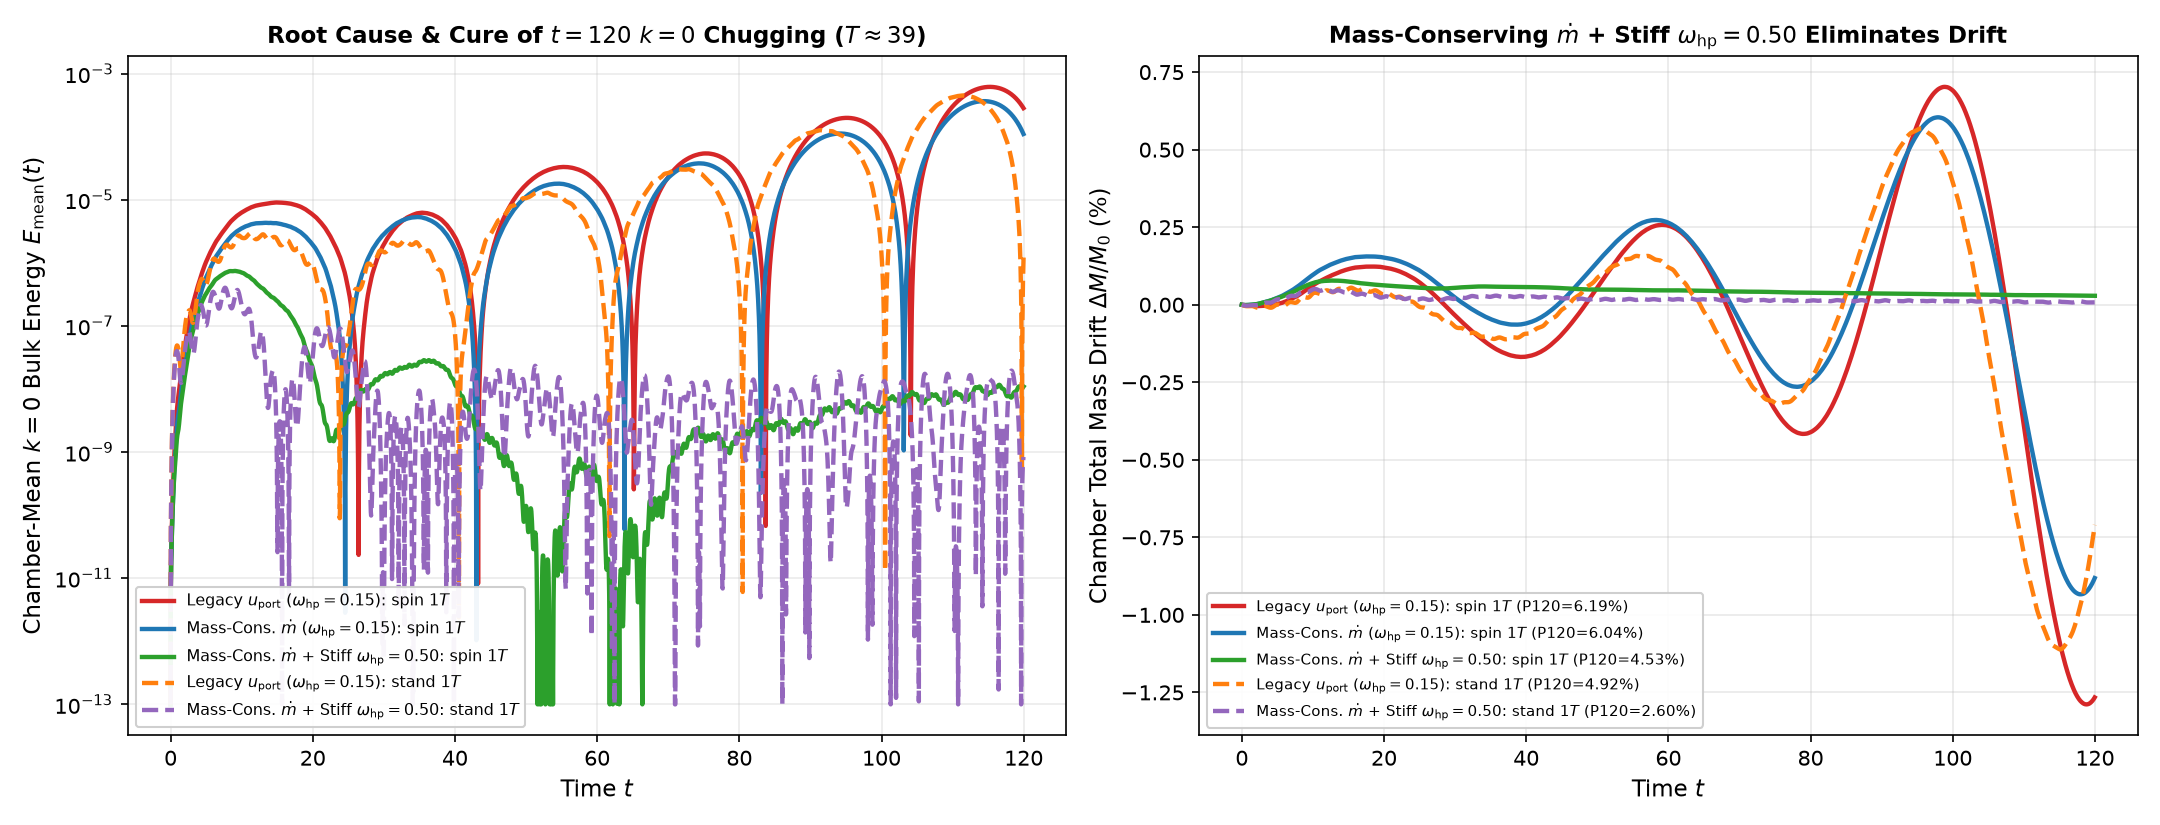 Root Cause & Cure of t = 120 k = 0 Chugging (T ≈ 39)
Chamber-Mean k = 0 Bulk Energy E_mean(t)
10⁻³
10⁻⁵
10⁻⁷
10⁻⁹
10⁻¹¹
10⁻¹³
Legacy u_port (ω_hp = 0.15): spin 1T
Mass-Cons. ṁ (ω_hp = 0.15): spin 1T
Mass-Cons. ṁ + Stiff ω_hp = 0.50: spin 1T
Legacy u_port (ω_hp = 0.15): stand 1T
Mass-Cons. ṁ + Stiff ω_hp = 0.50: stand 1T
0 20 40 60 80 100 120
Time t
Mass-Conserving ṁ + Stiff ω_hp = 0.50 Eliminates Drift
Chamber Total Mass Drift ΔM/M₀ (%)
0.75
0.50
0.25
0.00
−0.25
−0.50
−0.75
−1.00
−1.25
Legacy u_port (ω_hp = 0.15): spin 1T (P120=6.19%)
Mass-Cons. ṁ (ω_hp = 0.15): spin 1T (P120=6.04%)
Mass-Cons. ṁ + Stiff ω_hp = 0.50: spin 1T (P120=4.53%)
Legacy u_port (ω_hp = 0.15): stand 1T (P120=4.92%)
Mass-Cons. ṁ + Stiff ω_hp = 0.50: stand 1T (P120=2.60%)
0 20 40 60 80 100 120
Time t